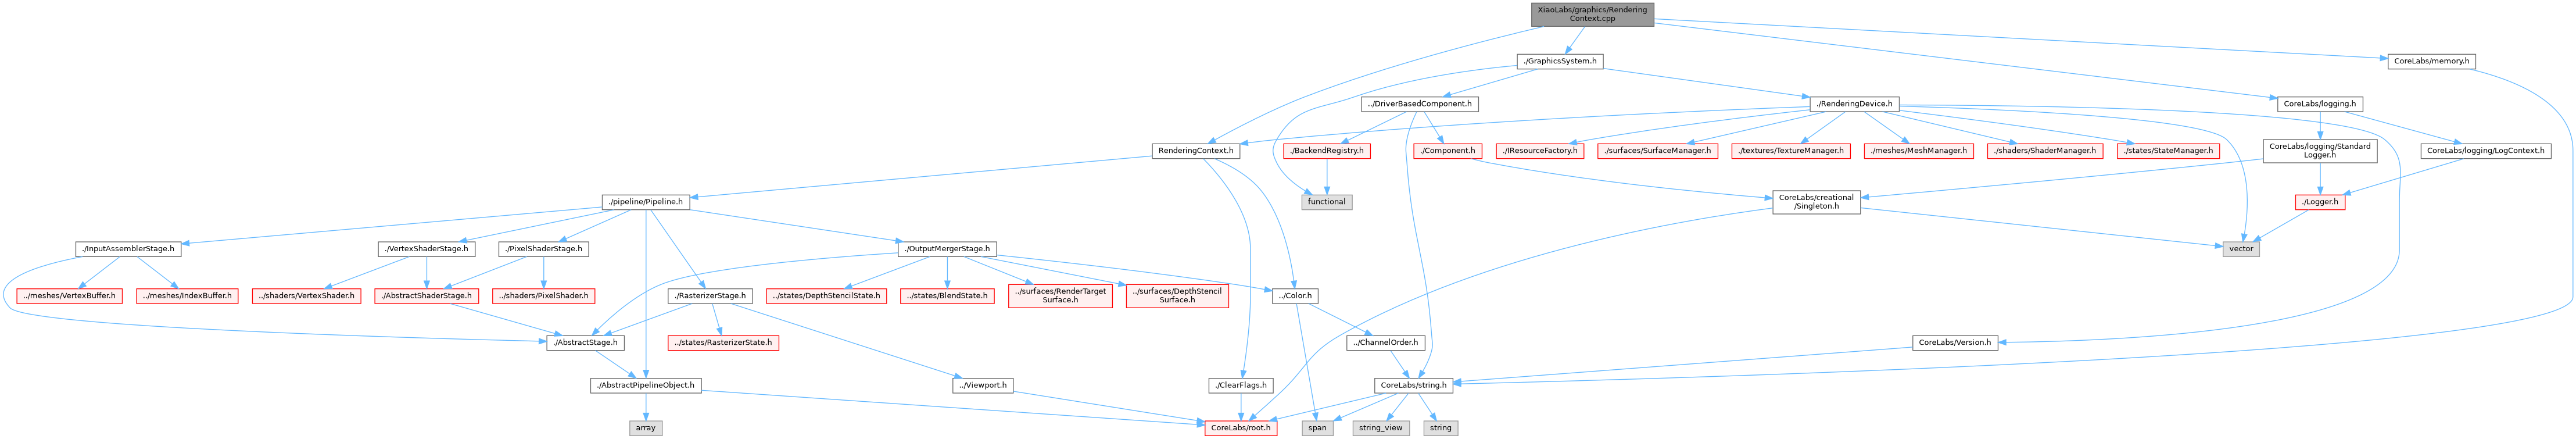 XiaoLabs/graphics/Rendering
Context.cpp
./GraphicsSystem.h
CoreLabs/memory.h
../DriverBasedComponent.h
./RenderingDevice.h
CoreLabs/logging.h
RenderingContext.h
./BackendRegistry.h
./Component.h
./IResourceFactory.h
./surfaces/SurfaceManager.h
./textures/TextureManager.h
./meshes/MeshManager.h
./shaders/ShaderManager.h
./states/StateManager.h
CoreLabs/logging/Standard
Logger.h
CoreLabs/logging/LogContext.h
./pipeline/Pipeline.h
functional
CoreLabs/creational
/Singleton.h
./Logger.h
./InputAssemblerStage.h
./VertexShaderStage.h
./PixelShaderStage.h
./OutputMergerStage.h
vector
../meshes/VertexBuffer.h
../meshes/IndexBuffer.h
../shaders/VertexShader.h
./AbstractShaderStage.h
../shaders/PixelShader.h
./RasterizerStage.h
../states/DepthStencilState.h
../states/BlendState.h
../surfaces/RenderTarget
Surface.h
../surfaces/DepthStencil
Surface.h
../Color.h
./AbstractStage.h
../states/RasterizerState.h
../ChannelOrder.h
CoreLabs/Version.h
./AbstractPipelineObject.h
../Viewport.h
./ClearFlags.h
CoreLabs/string.h
array
CoreLabs/root.h
span
string_view
string